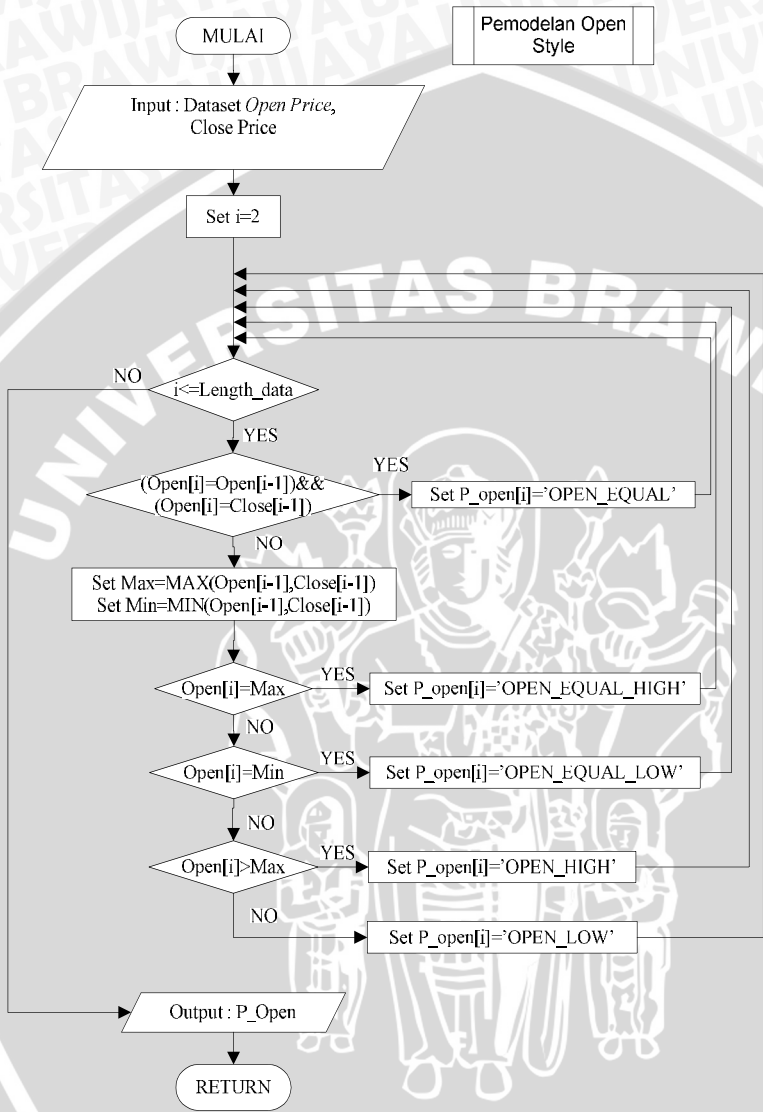 MULAI
Pemodelan Open
Style
Input : Dataset Open Price,
Close Price
Set i=2
NO
i<=Length_data
YES
(Open[i]=Open[i-1])&&
(Open[i]=Close[i-1])
YES
Set P_open[i]='OPEN_EQUAL'
NO
Set Max=MAX(Open[i-1],Close[i-1])
Set Min=MIN(Open[i-1],Close[i-1])
Open[i]=Max
YES
Set P_open[i]='OPEN_EQUAL_HIGH'
NO
Open[i]=Min
YES
Set P_open[i]='OPEN_EQUAL_LOW'
NO
Open[i]>Max
YES
Set P_open[i]='OPEN_HIGH'
NO
Set P_open[i]='OPEN_LOW'
Output : P_Open
RETURN
UNIVERSITAS BRAWI